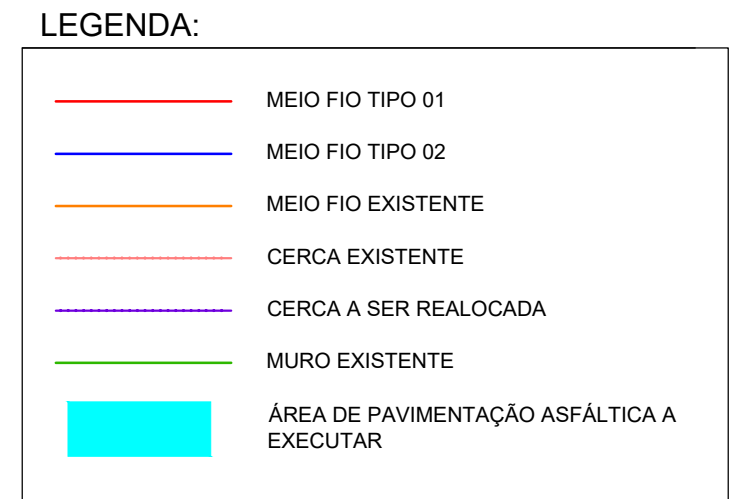 LEGENDA:
MEIO FIO TIPO 01
MEIO FIO TIPO 02
MEIO FIO EXISTENTE
CERCA EXISTENTE
CERCA A SER REALOCADA
MURO EXISTENTE
ÁREA DE PAVIMENTAÇÃO ASFÁLTICA A
EXECUTAR